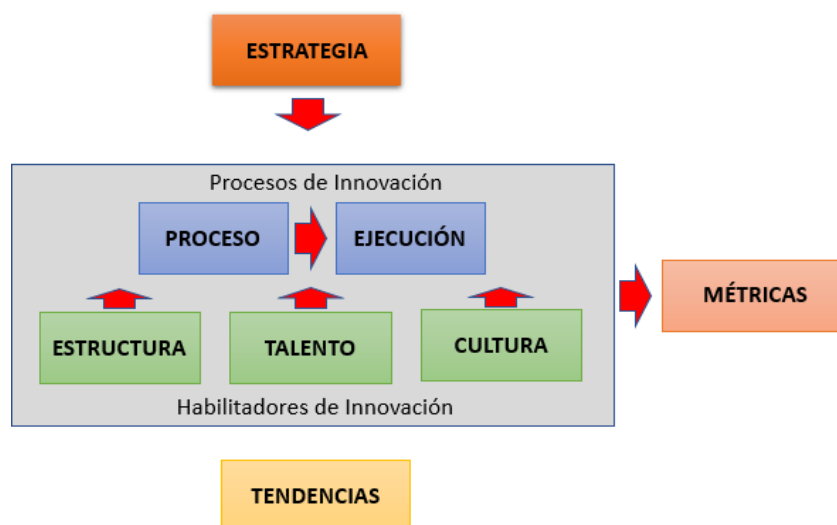 ESTRATEGIA
Procesos de Innovación
PROCESO
EJECUCIÓN
MÉTRICAS
ESTRUCTURA
TALENTO
CULTURA
Habilitadores de Innovación
TENDENCIAS